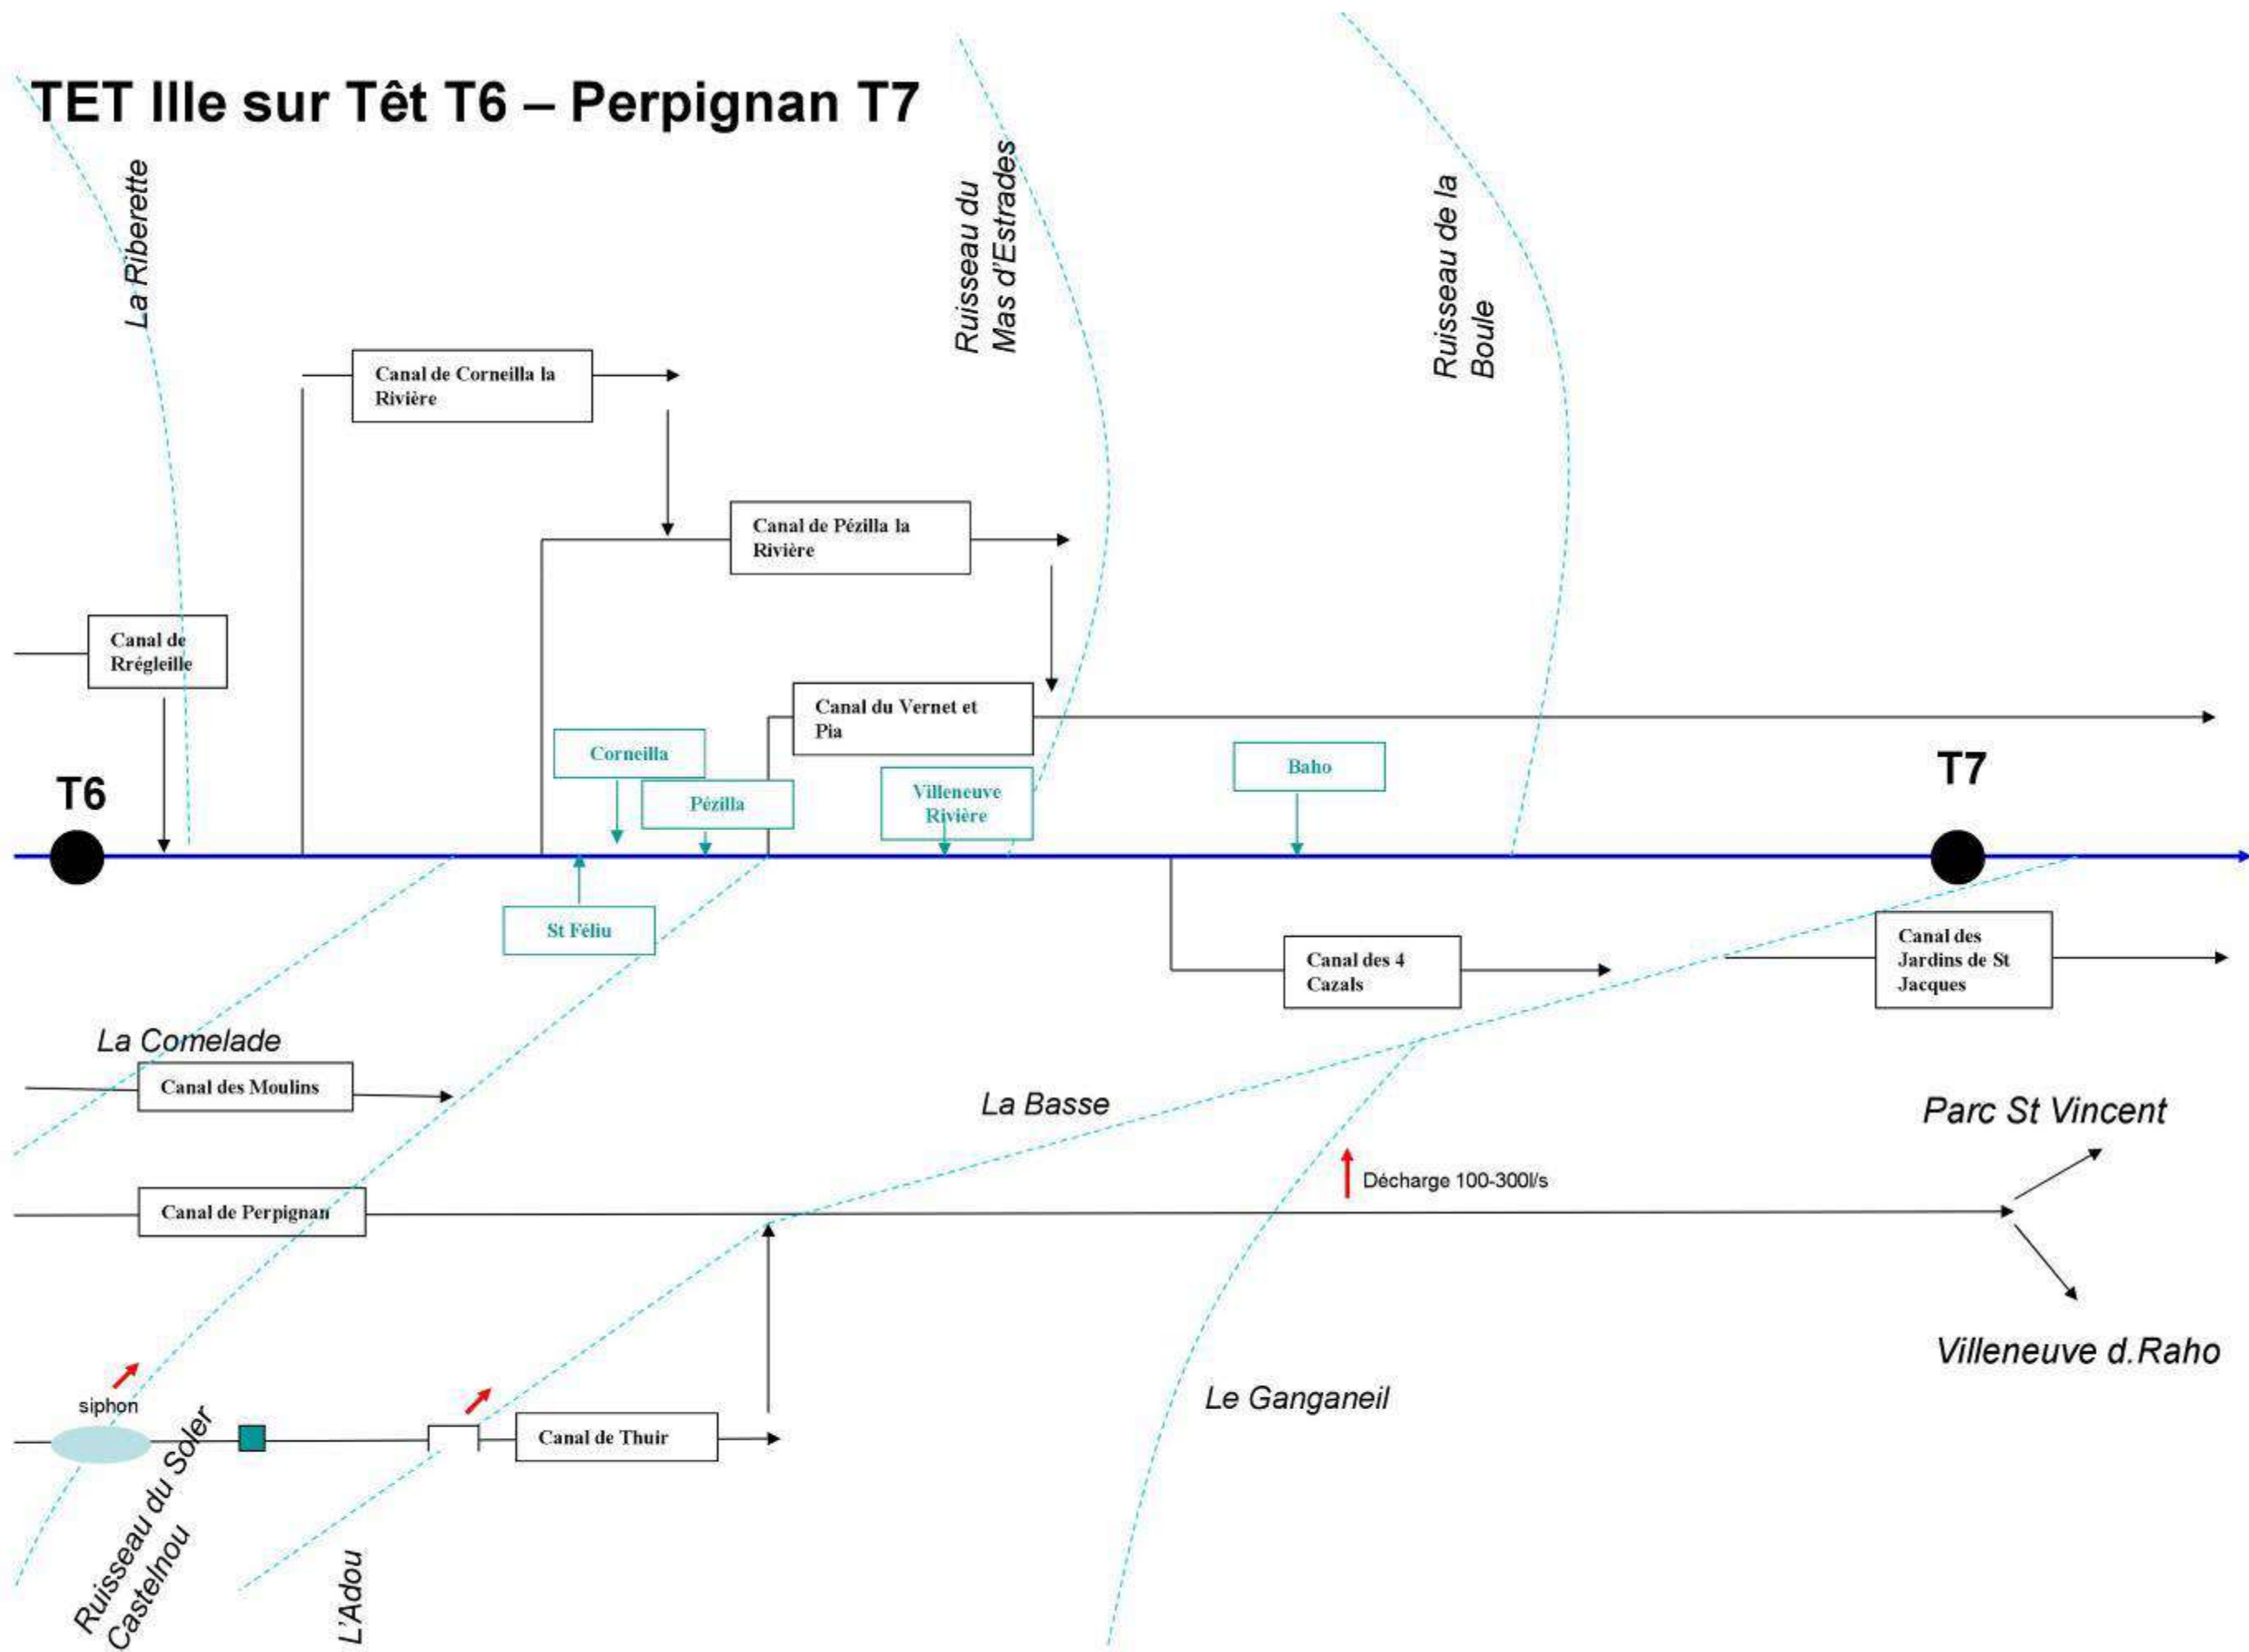 TET IIle sur Têt T6 – Perpignan T7
La Riberette
Ruisseau du
Mas d'Estrades
Ruisseau de la
Boule
Canal de Corneilla la
Rivière
Canal de Pézilla la
Rivière
Canal de
Rrégleille
Canal du Vernet et
Pia
Corneilla
Pézilla
Villeneuve
Rivière
Baho
T6
T7
St Féliu
Canal des 4
Cazals
Canal des
Jardins de St
Jacques
La Comelade
Canal des Moulins
La Basse
Parc St Vincent
Décharge 100-300l/s
Canal de Perpignan
Villeneuve d.Raho
siphon
Le Ganganeil
Canal de Thuir
Ruisseau du Soler
Castelnou
L'Adou